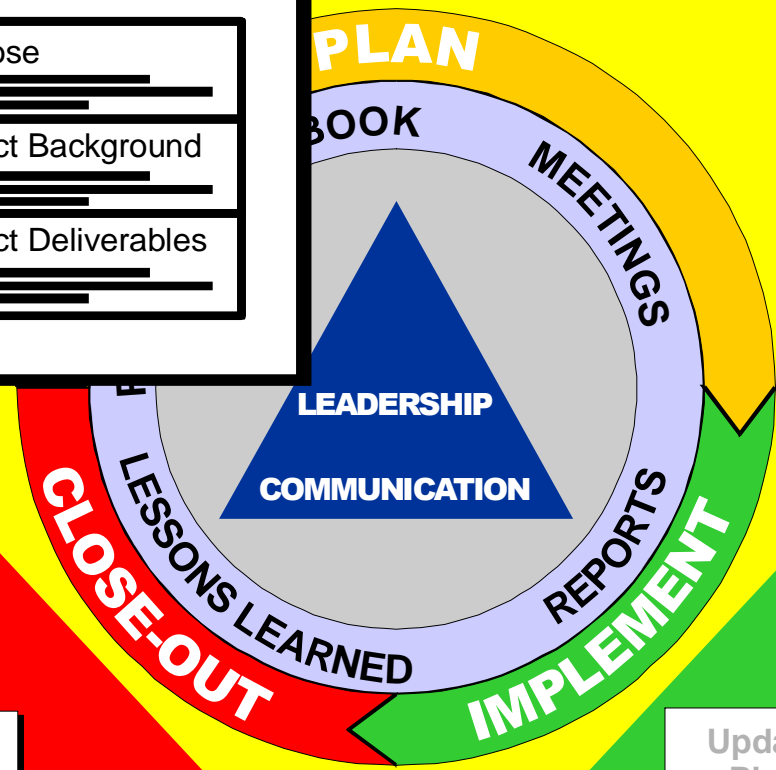 PLAN
ose
ct Background
ct Deliverables
BOOK
MEETINGS
LEADERSHIP
COMMUNICATION
REPORTS
LESSONS LEARNED
CLOSE-OUT
IMPLEMENT
Upda